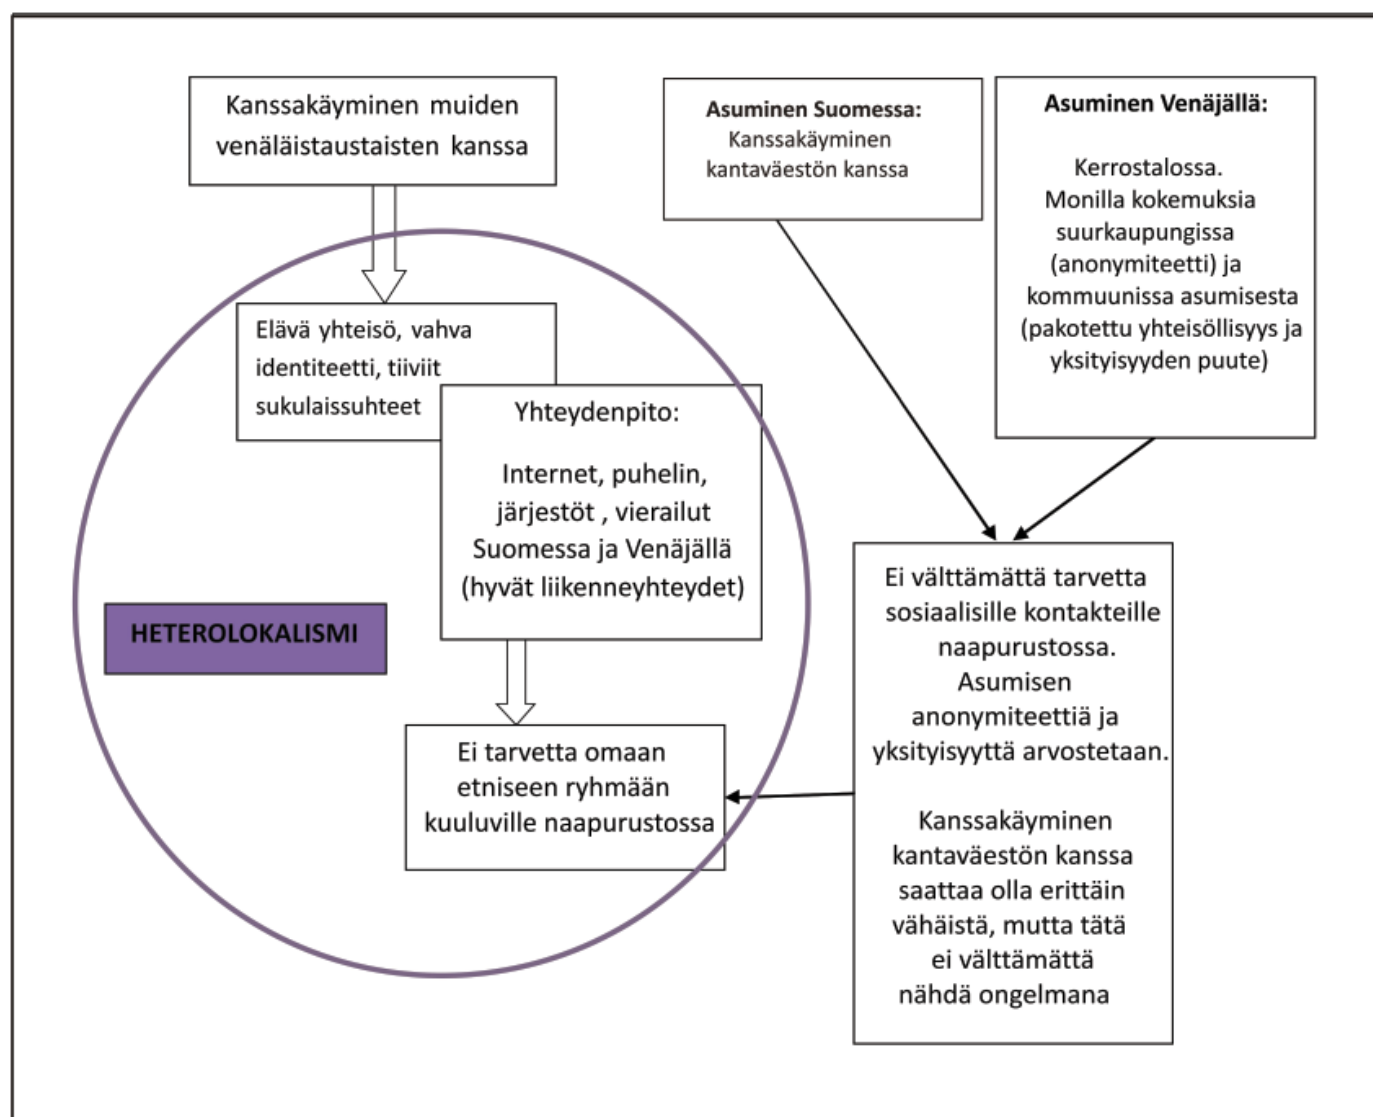 Kanssakäyminen muiden
venäläistaustaisten kanssa
Asuminen Suomessa:
Kanssakäyminen
kantaväestön kanssa
Asuminen Venäjällä:
Kerrostalossa.
Monilla kokemuksia
suurkaupungissa
(anonymiteetti) ja
kommuunissa asumisesta
(pakotettu yhteisöllisyys ja
yksityisyyden puute)
Elävä yhteisö, vahva
identiteetti, tiiviit
sukulaissuhteet
Yhteydenpito:
Internet, puhelin,
järjestöt , vierailut
Suomessa ja Venäjällä
(hyvät liikenneyhteydet)
HETEROLOKALISMI
Ei tarvetta omaan
etniseen ryhmään
kuuluville naapurustossa
Ei välttämättä tarvetta
sosiaalisille kontakteille
naapurustossa.
Asumisen
anonymiteettiä ja
yksityisyyttä arvostetaan.
Kanssakäyminen
kantaväestön kanssa
saattaa olla erittäin
vähäistä, mutta tätä
ei välttämättä
nähdä ongelmana